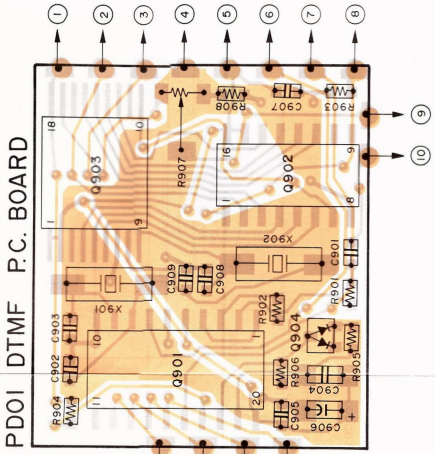 PD01 DTMF P.C. BOARD
1
2
3
4
5
6
7
8
9
10
18
10
1
9
Q903
R907
R908
C907
R903
16
9
1
8
Q902
X901
C909
C908
X902
C901
R901
R902
C903
C902
R904
11
10
20
1
Q901
Q904
R905
R906
C904
C905
C906
+